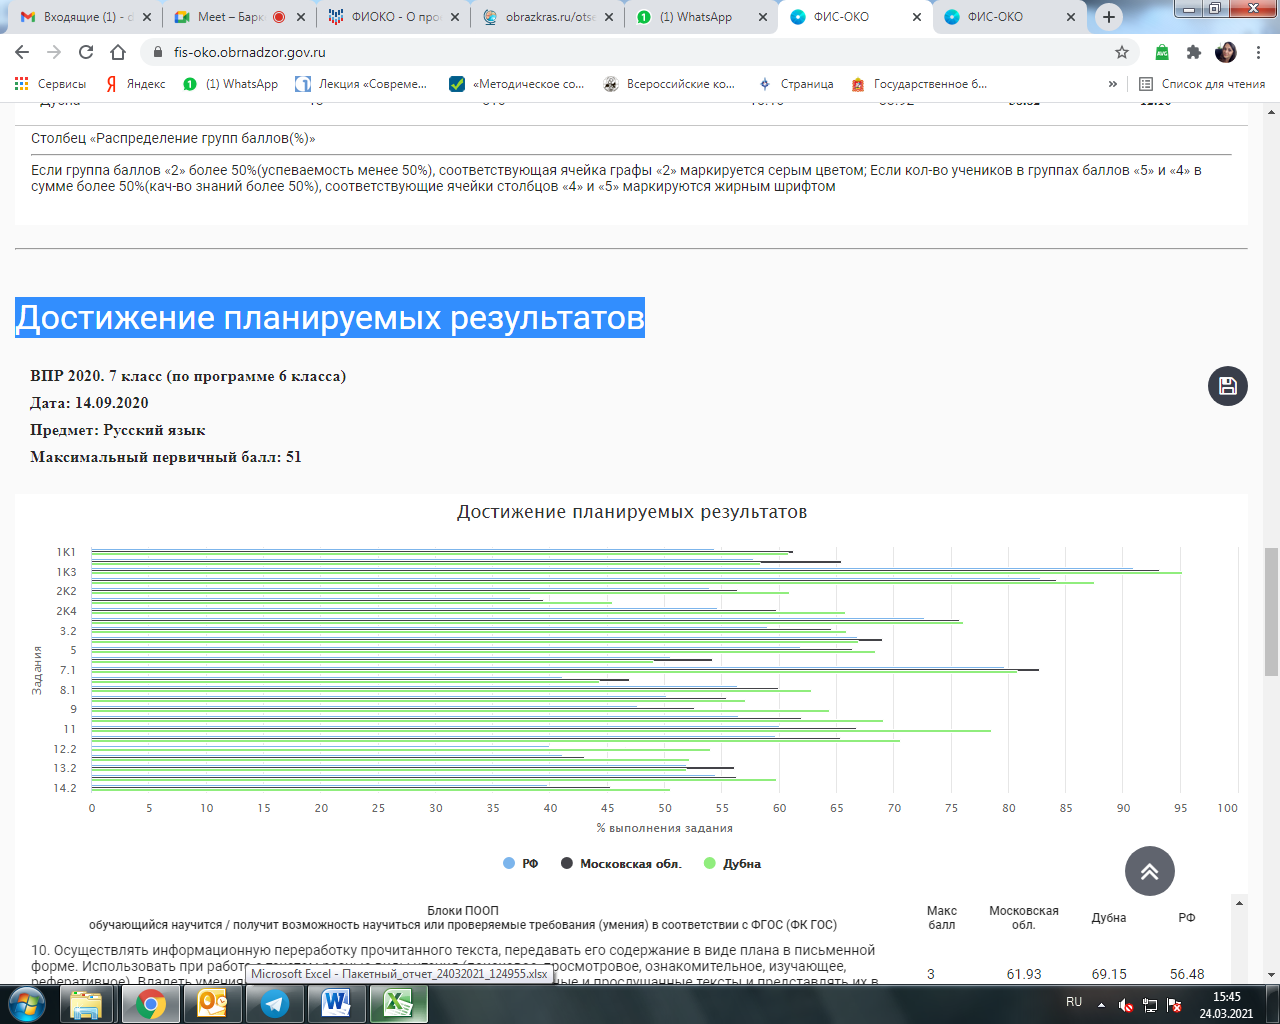 Входящие (1) - d
Meet – Барк
ФИОКО - О про
obrazkras.ru/otse
(1) WhatsApp
ФИС-ОКО
ФИС-ОКО
fis-oko.obrnadzor.gov.ru
Сервисы
Яндекс
(1) WhatsApp
Лекция «Совреме...
«Методическое со...
Всероссийские ко...
Страница
Государственное б...
»
Список для чтения
Столбец «Распределение групп баллов(%)»
Если группа баллов «2» более 50%(успеваемость менее 50%), соответствующая ячейка графы «2» маркируется серым цветом; Если кол-во учеников в группах баллов «5» и «4» в
сумме более 50%(кач-во знаний более 50%), соответствующие ячейки столбцов «4» и «5» маркируются жирным шрифтом
Достижение планируемых результатов
ВПР 2020. 7 класс (по программе 6 класса)
Дата: 14.09.2020
Предмет: Русский язык
Максимальный первичный балл: 51
Достижение планируемых результатов
Задания
1K1
1K3
2K2
2K4
3.2
5
7.1
8.1
9
11
12.2
13.2
14.2
0 5 10 15 20 25 30 35 40 45 50 55 60 65 70 75 80 85 90 95 100
% выполнения задания
РФ Московская обл. Дубна
Блоки ПООП
обучающийся научится / получит возможность научиться или проверяемые требования (умения) в соответствии с ФГОС (ФК ГОС)
Макс
балл
Московская
обл.
Дубна
РФ
10. Осуществлять информационную переработку прочитанного текста, передавать его содержание в виде плана в письменной
форме. Использовать при работе просмотровое, ознакомительное, изучающее,
3 61.93 69.15 56.48
Microsoft Excel - Пакетный_отчет_24032021_124955.xlsx
RU
15:45
24.03.2021